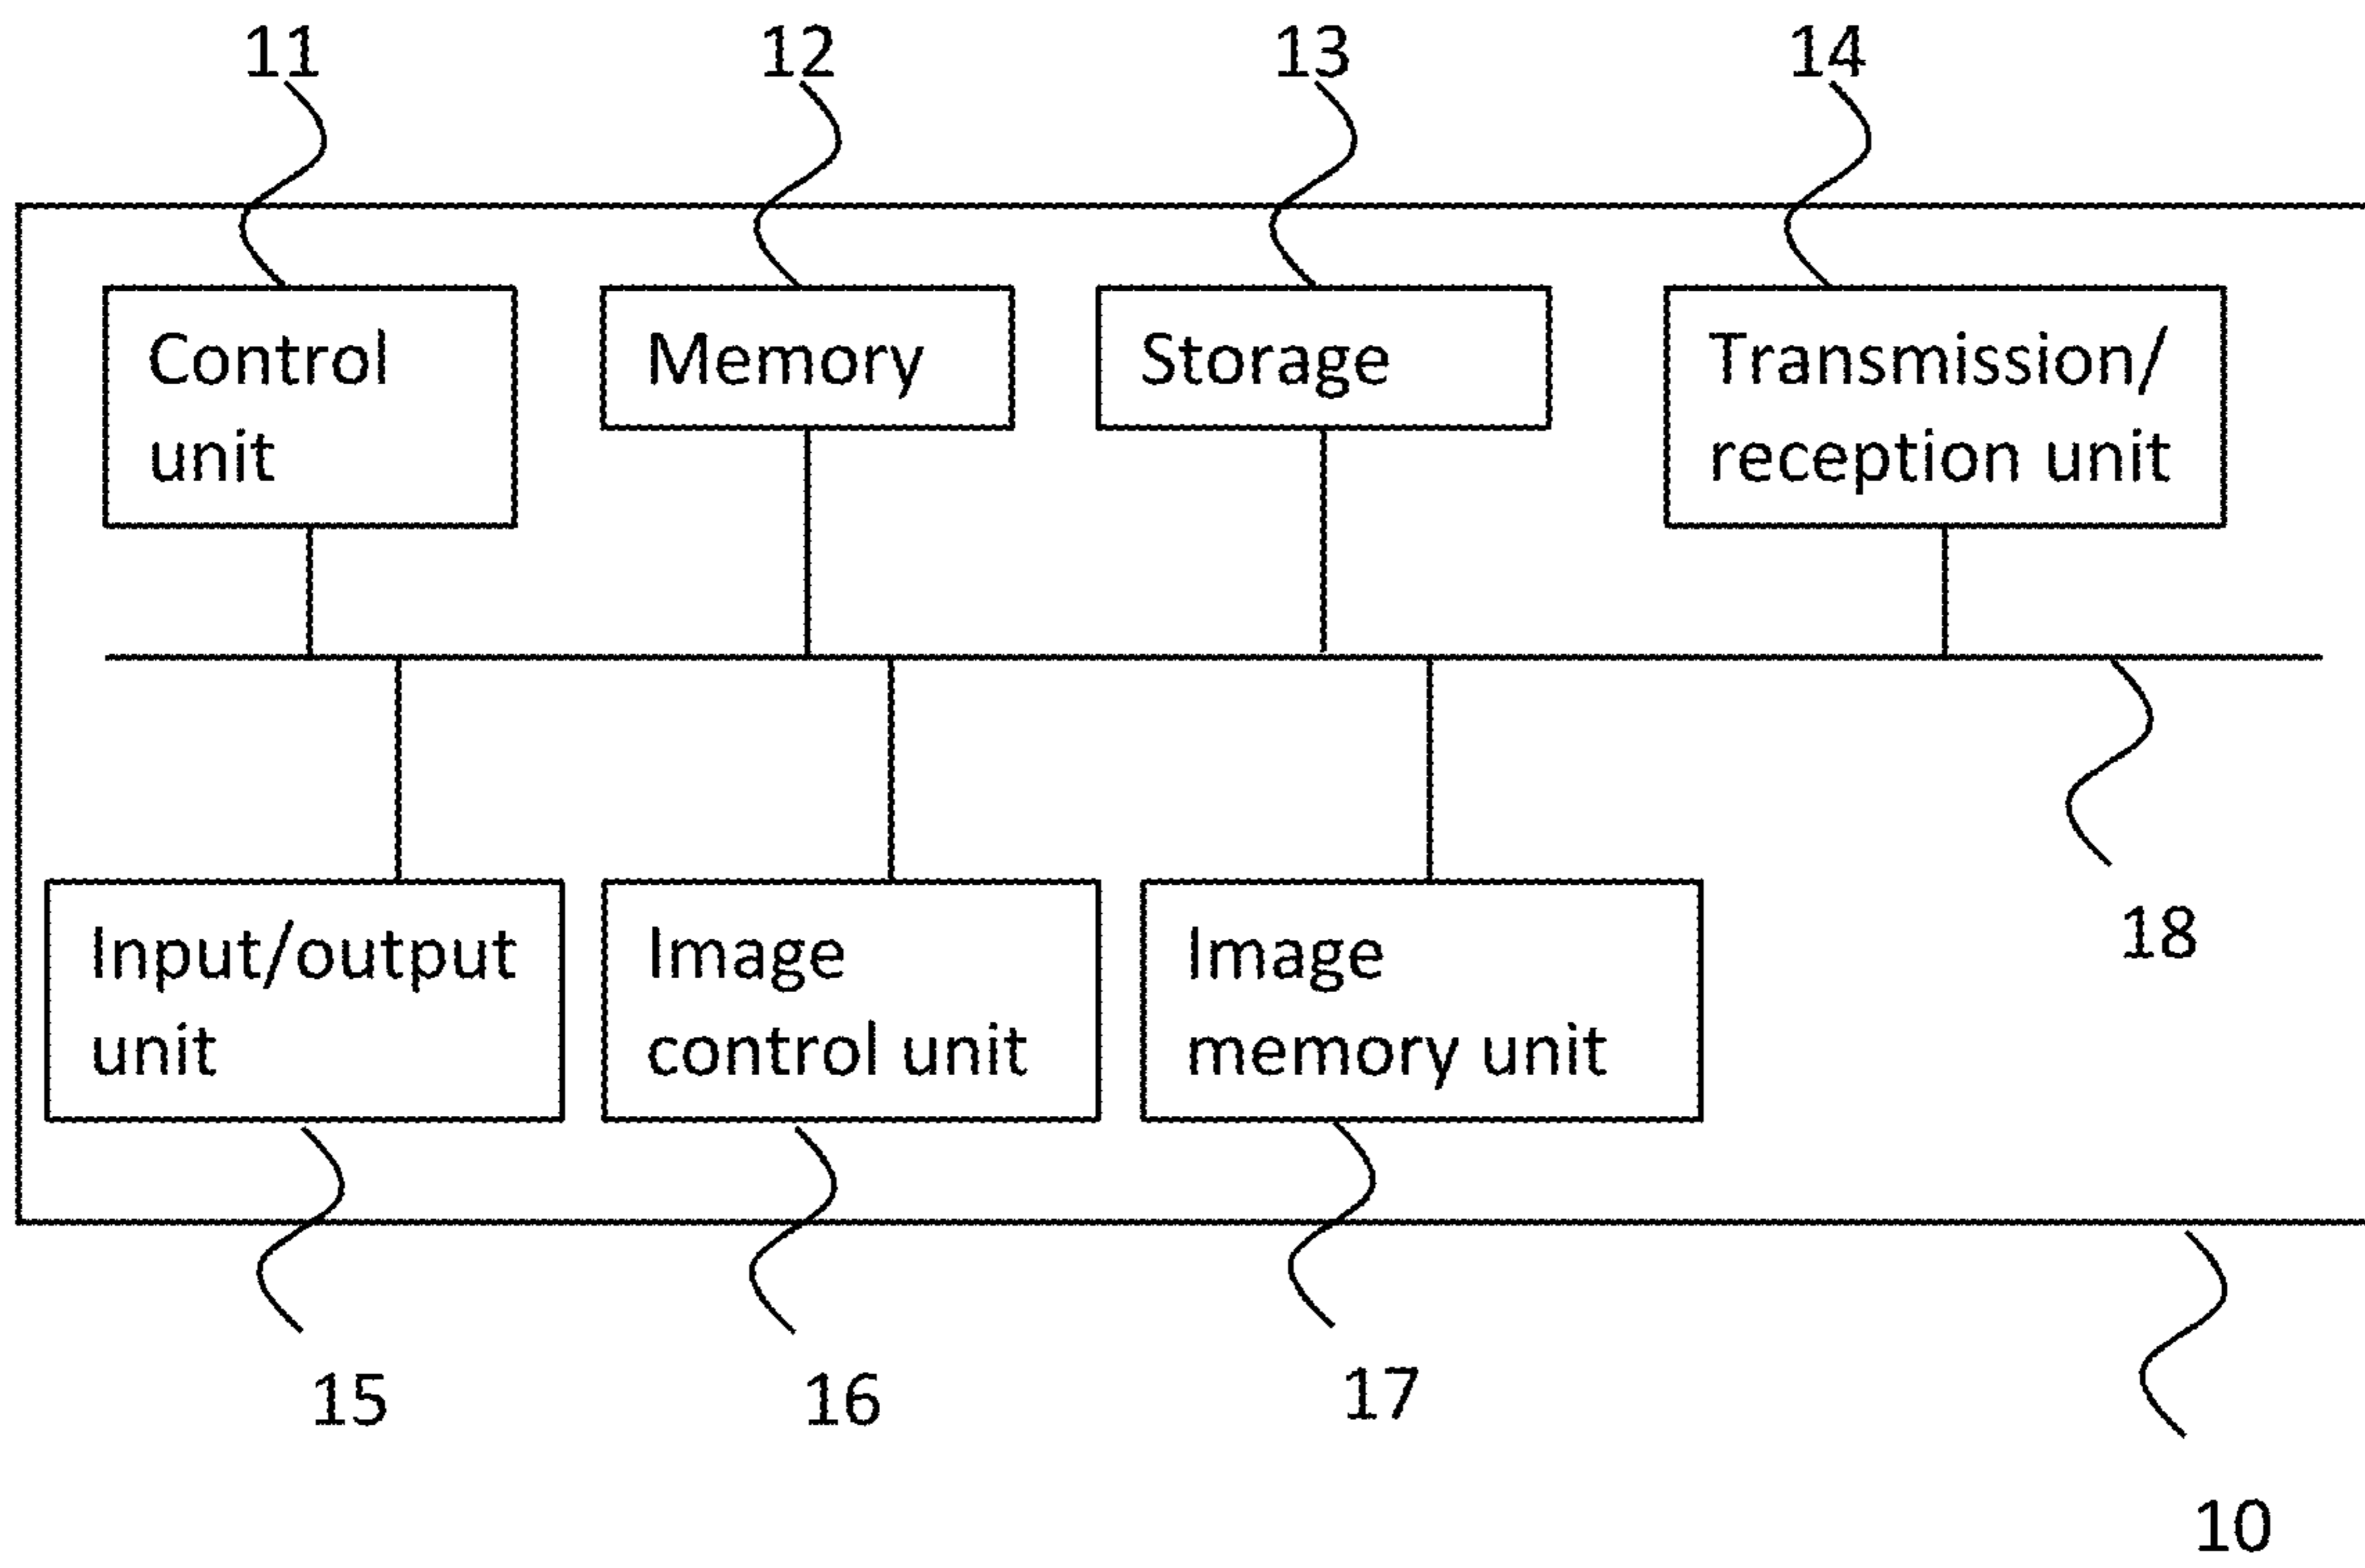 11
12
13
14
Control
unit
Memory
Storage
Transmission/
reception unit
18
Input/output
unit
Image
control unit
Image
memory unit
15
16
17
10